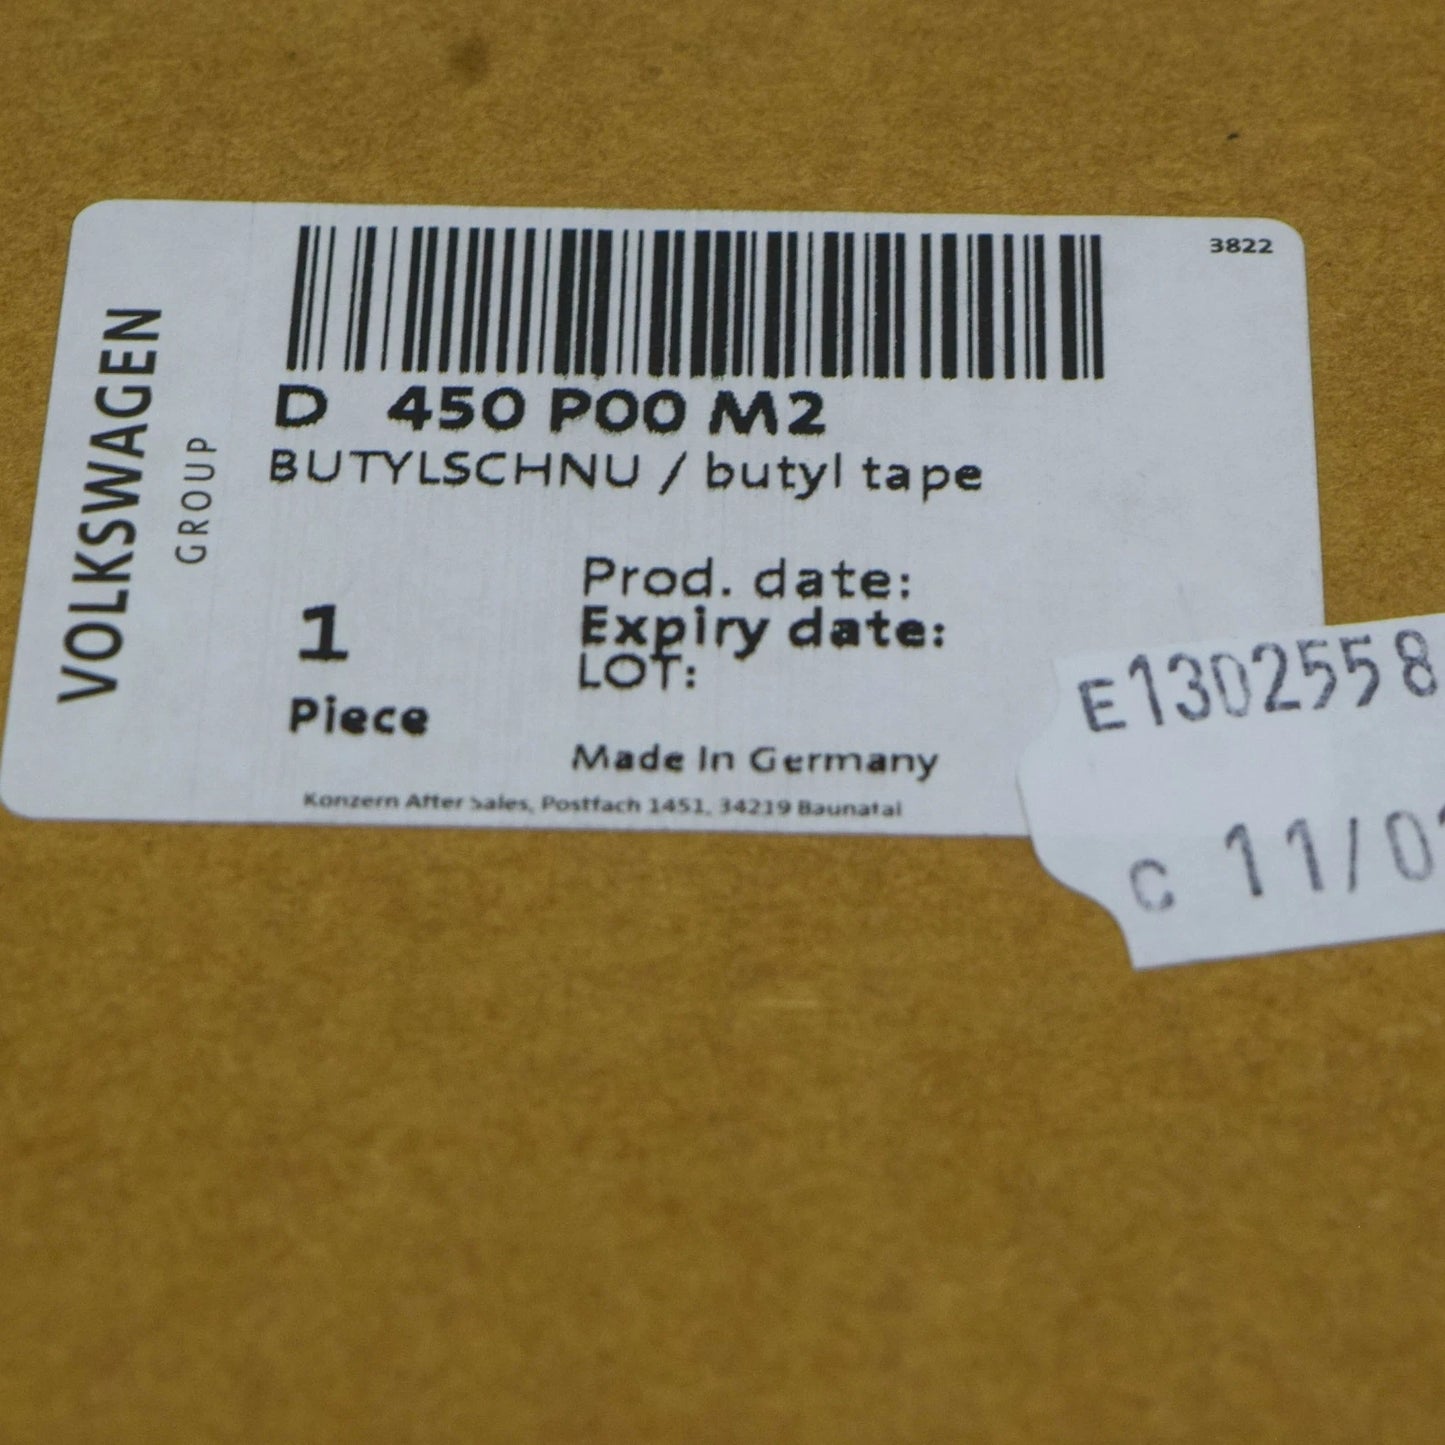 VOLKSWAGEN
GROUP
3822
D 450 P00 M2
BUTYLSCHNU / butyl tape
1
Piece
Prod. date:
Expiry date:
LOT:
Made In Germany
Konzern After Sales, Postfach 1451, 34219 Baunatal
E1302558
C 11/0